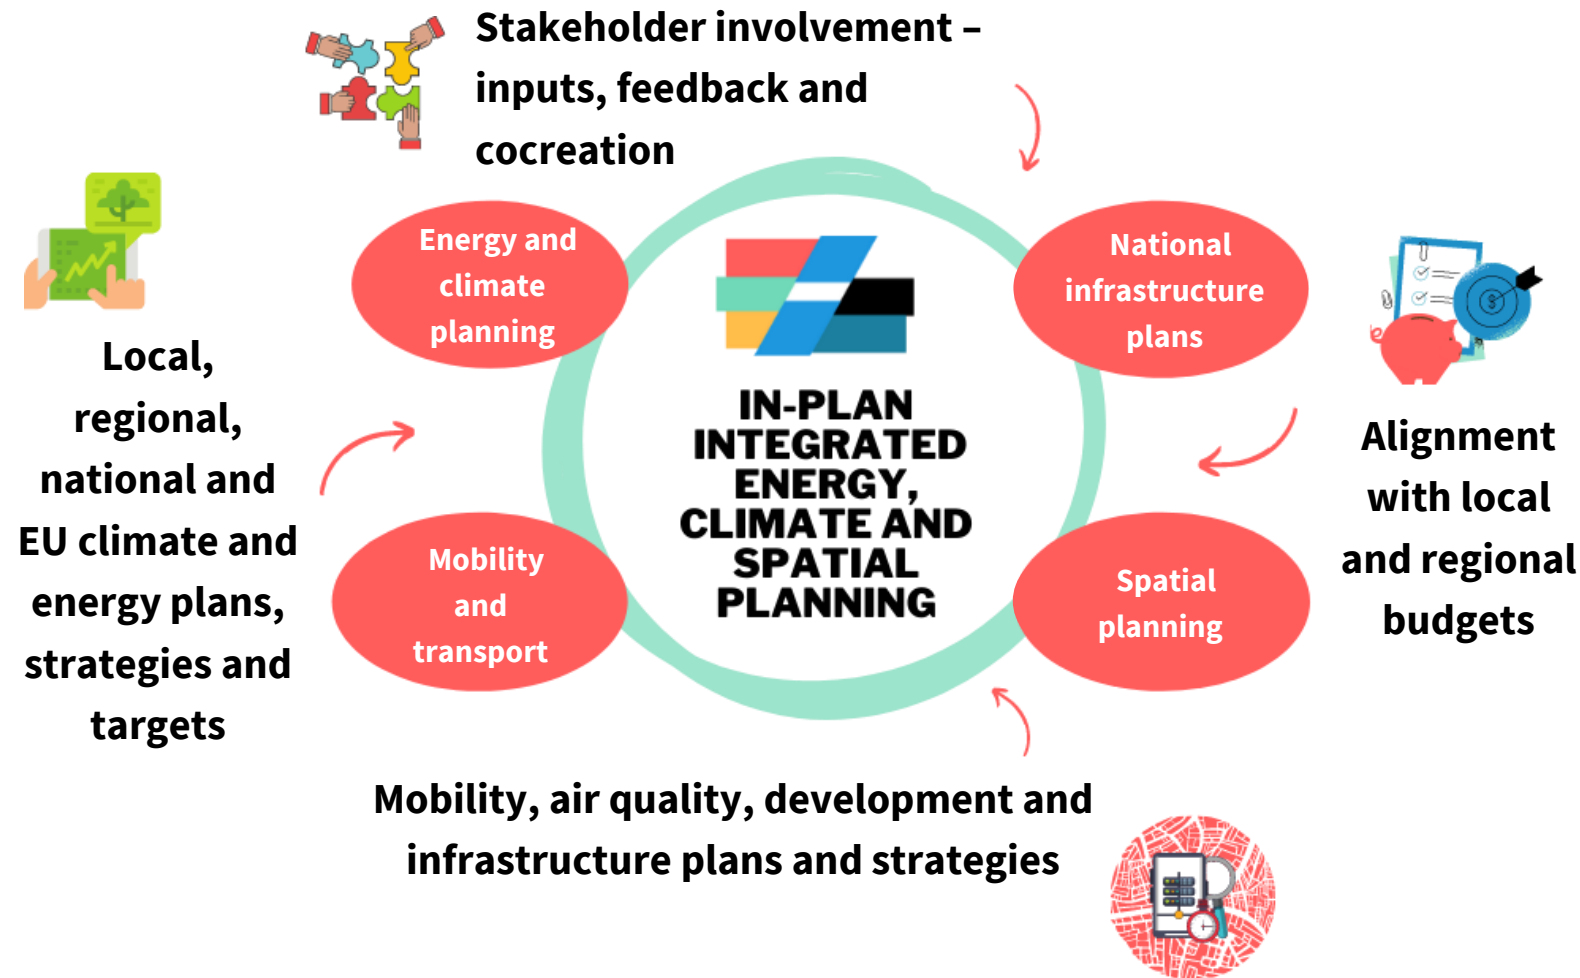 Stakeholder involvement –
inputs, feedback and
cocreation
Energy and
climate
planning
National
infrastructure
plans
Local,
regional,
national and
EU climate and
energy plans,
strategies and
targets
IN-PLAN
INTEGRATED
ENERGY,
CLIMATE AND
SPATIAL
PLANNING
Alignment
with local
and regional
budgets
Mobility
and
transport
Spatial
planning
Mobility, air quality, development and
infrastructure plans and strategies